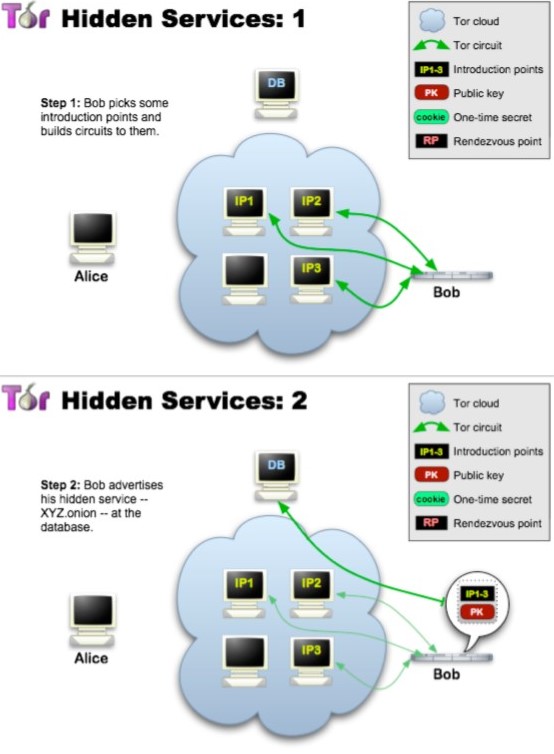 Tor Hidden Services: 1
Tor cloud
Tor circuit
IP1-3 Introduction points
PK Public key
cookie One-time secret
RP Rendezvous point
DB
Step 1: Bob picks some
introduction points and
builds circuits to them.
IP1 IP2
IP3
Alice
Bob
Tor Hidden Services: 2
Tor cloud
Tor circuit
IP1-3 Introduction points
PK Public key
cookie One-time secret
RP Rendezvous point
DB
Step 2: Bob advertises
his hidden service --
XYZ.onion -- at the
database.
IP1 IP2
IP1-3
PK
IP3
Alice
Bob